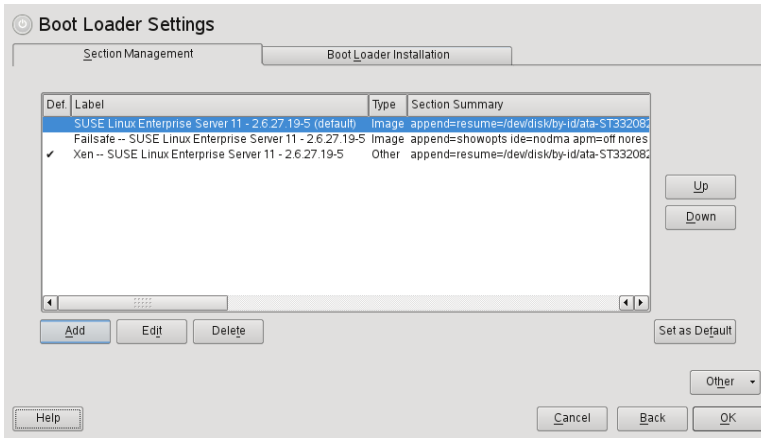 Boot Loader Settings
Section Management
Boot Loader Installation
Def. Label Type Section Summary
SUSE Linux Enterprise Server 11 - 2.6.27.19-5 (default) Image append=resume=/dev/disk/by-id/ata-ST332082
Failsafe -- SUSE Linux Enterprise Server 11 - 2.6.27.19-5 Image append=showopts ide=nodma apm=off nores
✔ Xen -- SUSE Linux Enterprise Server 11 - 2.6.27.19-5 Other append=resume=/dev/disk/by-id/ata-ST332082
Up
Down
Add Edit Delete Set as Default
Other
Help Cancel Back OK